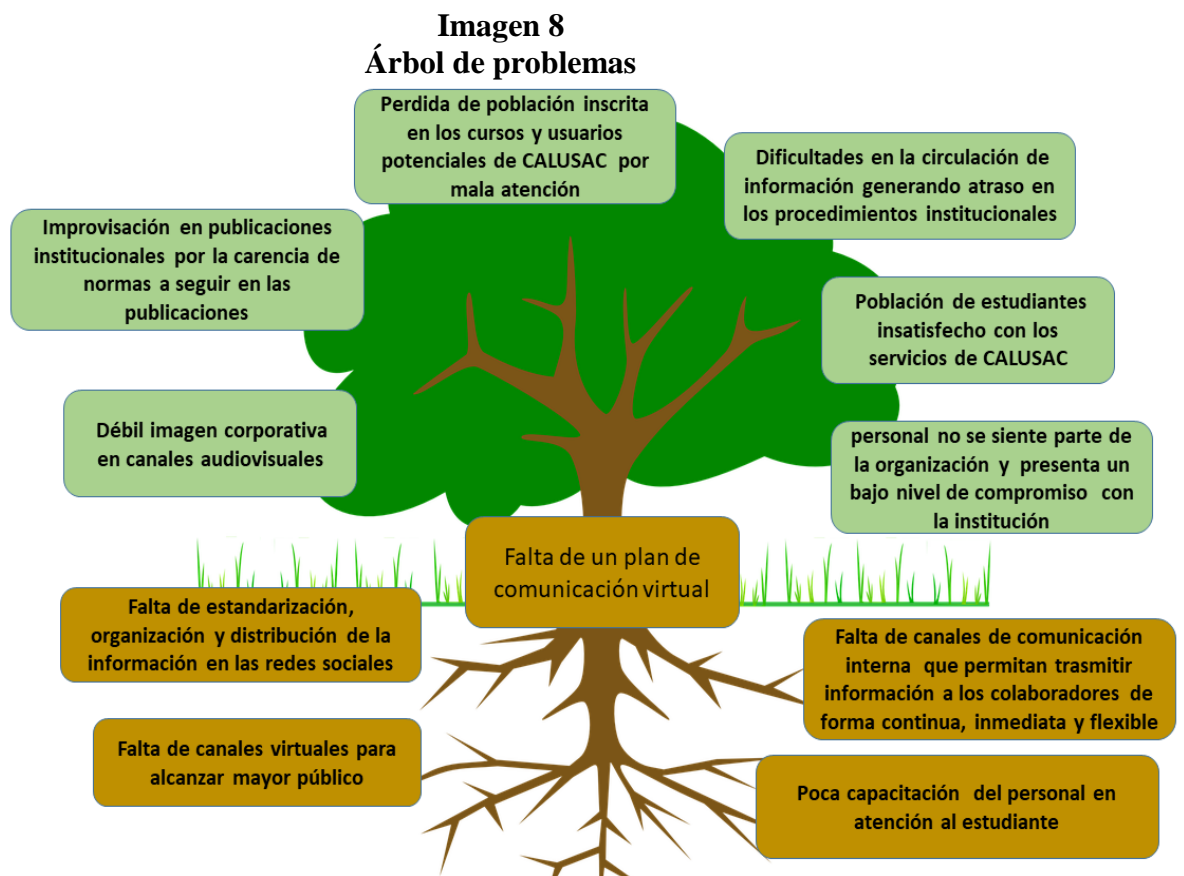 Imagen 8
Árbol de problemas
Perdida de población inscrita
en los cursos y usuarios
potenciales de CALUSAC por
mala atención
Dificultades en la circulación de
información generando atraso en
los procedimientos institucionales
Improvisación en publicaciones
institucionales por la carencia de
normas a seguir en las
publicaciones
Población de estudiantes
insatisfecho con los
servicios de CALUSAC
Débil imagen corporativa
en canales audiovisuales
personal no se siente parte de
la organización y presenta un
bajo nivel de compromiso con
la institución
Falta de un plan de
comunicación virtual
Falta de estandarización,
organización y distribución de la
información en las redes sociales
Falta de canales de comunicación
interna que permitan trasmitir
información a los colaboradores de
forma continua, inmediata y flexible
Falta de canales virtuales para
alcanzar mayor público
Poca capacitación del personal en
atención al estudiante